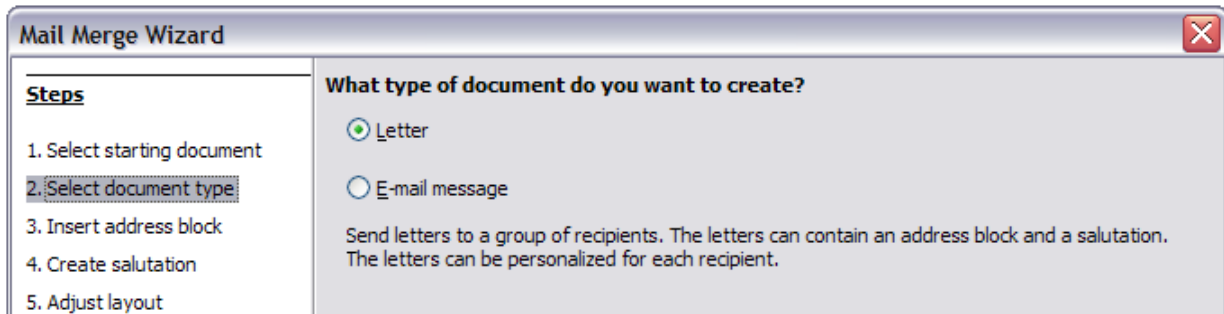 Mail Merge Wizard
Steps
1. Select starting document
2. Select document type
3. Insert address block
4. Create salutation
5. Adjust layout
What type of document do you want to create?
Letter
E-mail message
Send letters to a group of recipients. The letters can contain an address block and a salutation.
The letters can be personalized for each recipient.